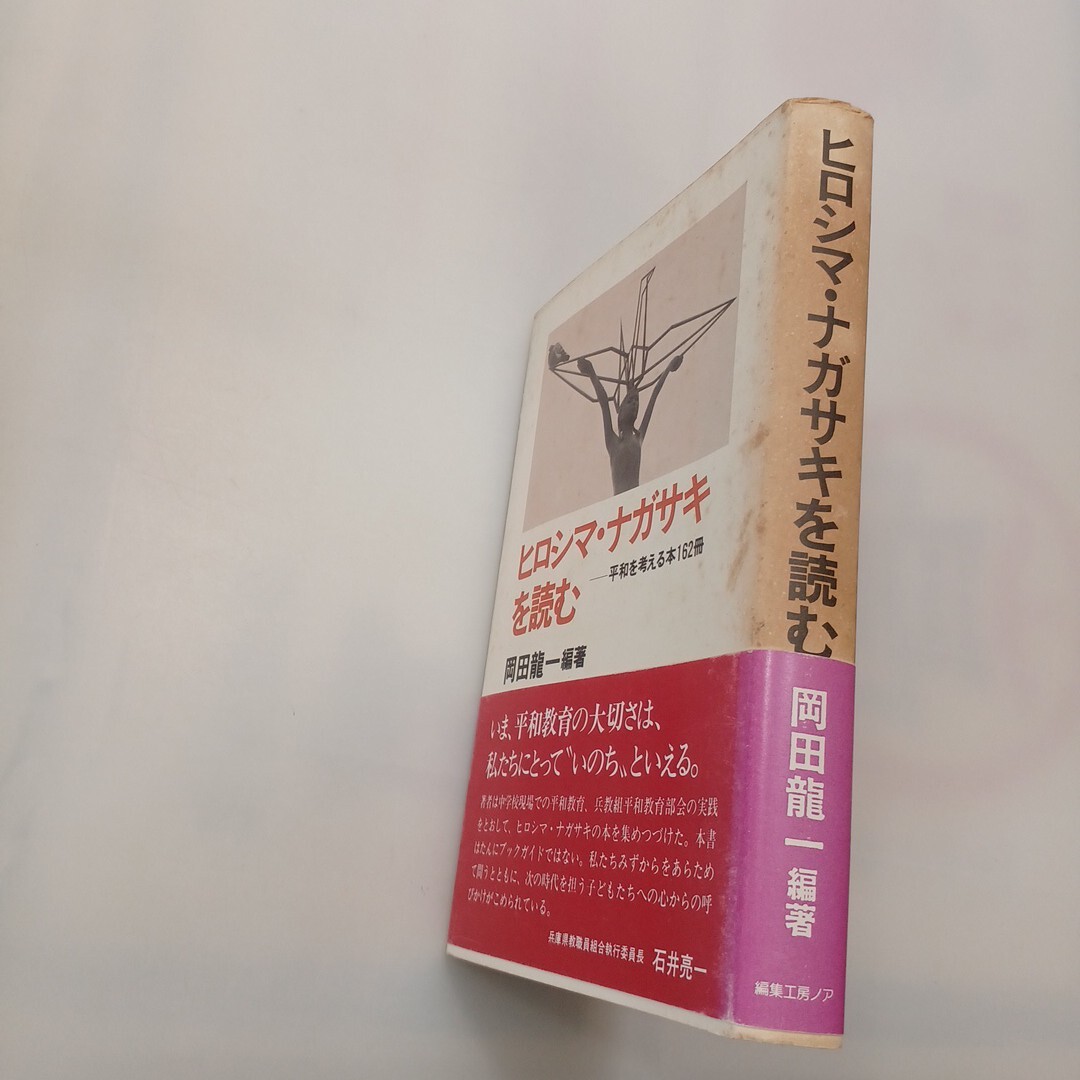 ヒロシマ・ナガサキ
を読む
──平和を考える本162冊
岡田龍一編著
いま、平和教育の大切さは、
私たちにとって〝いのち〟といえる。
著者は中学校現場での平和教育、兵教組平和教育部会の実践
をとおして、ヒロシマ・ナガサキの本を集めつづけた。本書
はたんにブックガイドではない。私たちみずからをあらため
て問うとともに、次の時代を担う子どもたちへの心からの呼
びかけがこめられている。
兵庫県教職員組合執行委員長 石井亮一
ヒロシマ・ナガサキを読む
岡田龍一編著
編集工房ノア